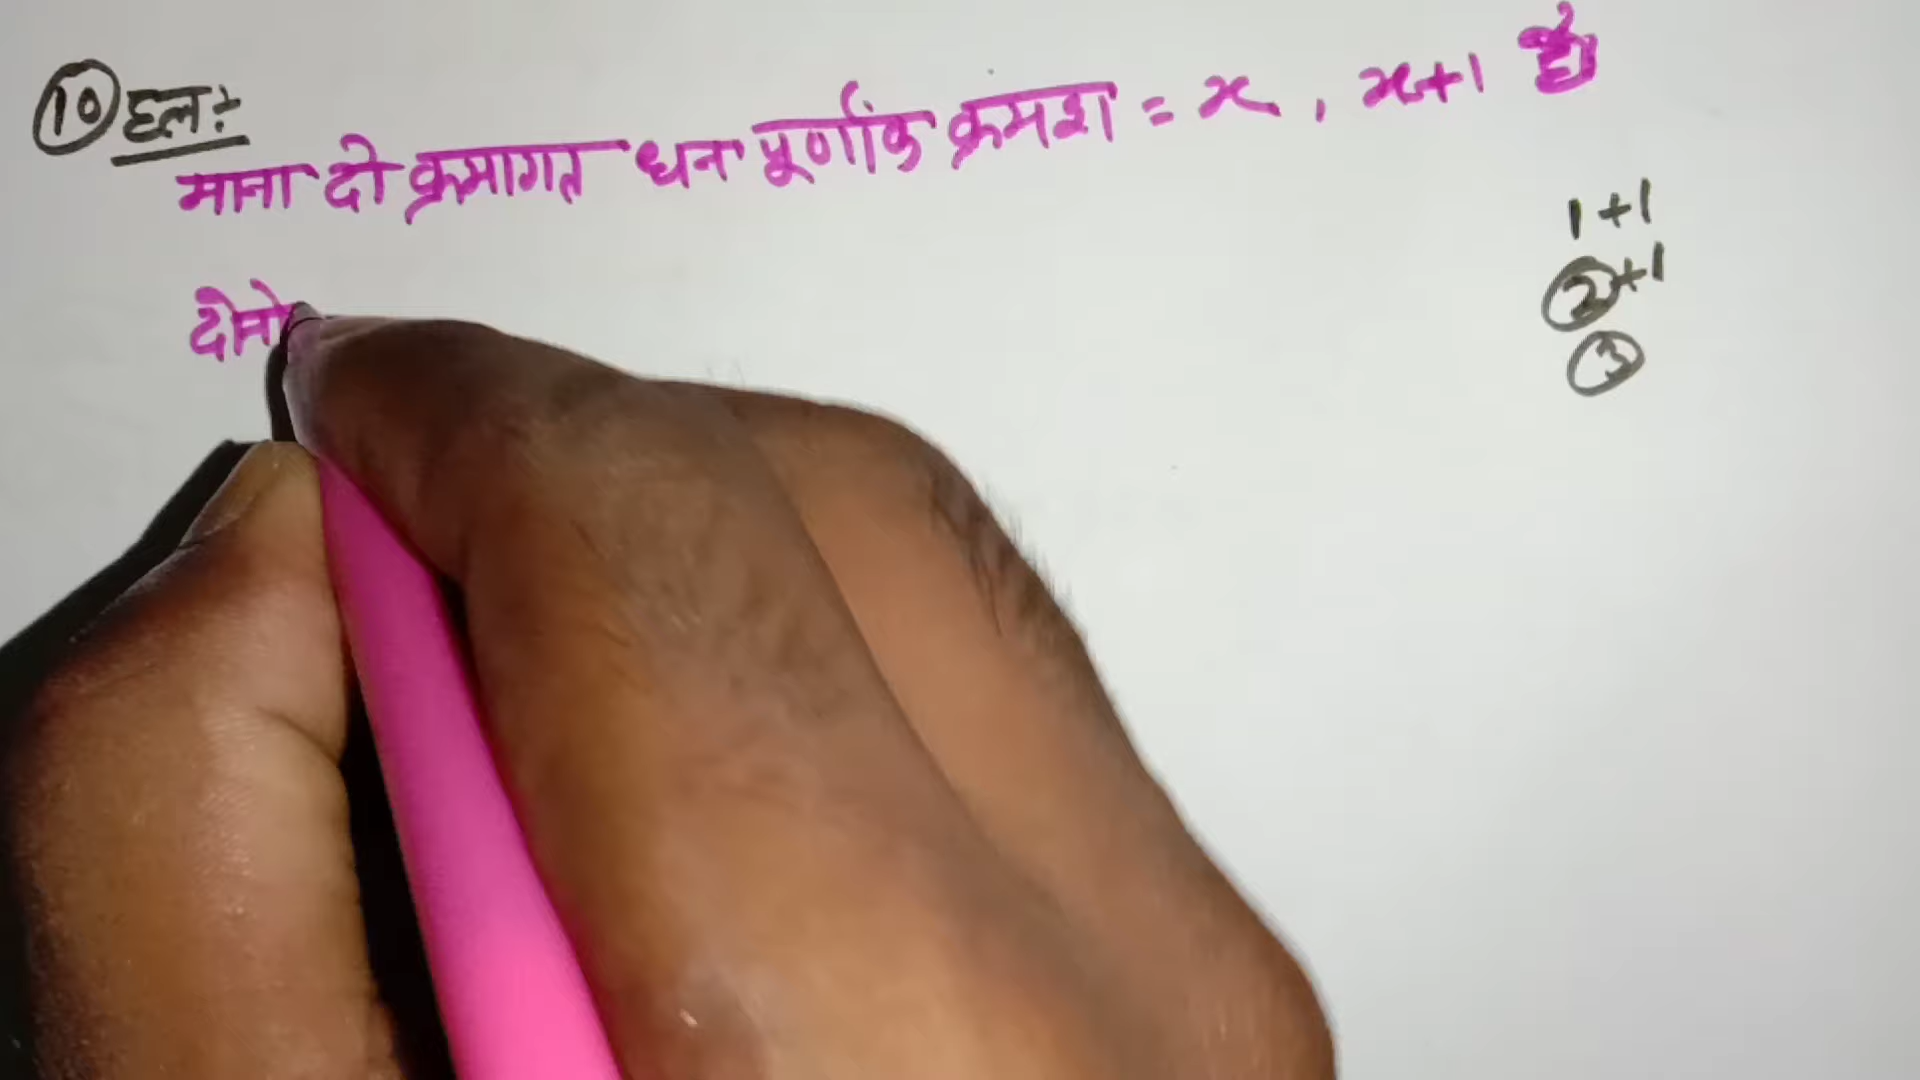 10 हल÷
माना दो क्रमागत धन पूर्णांक क्रमश = x , x+1 है
1+1
2+1
3
दोनो